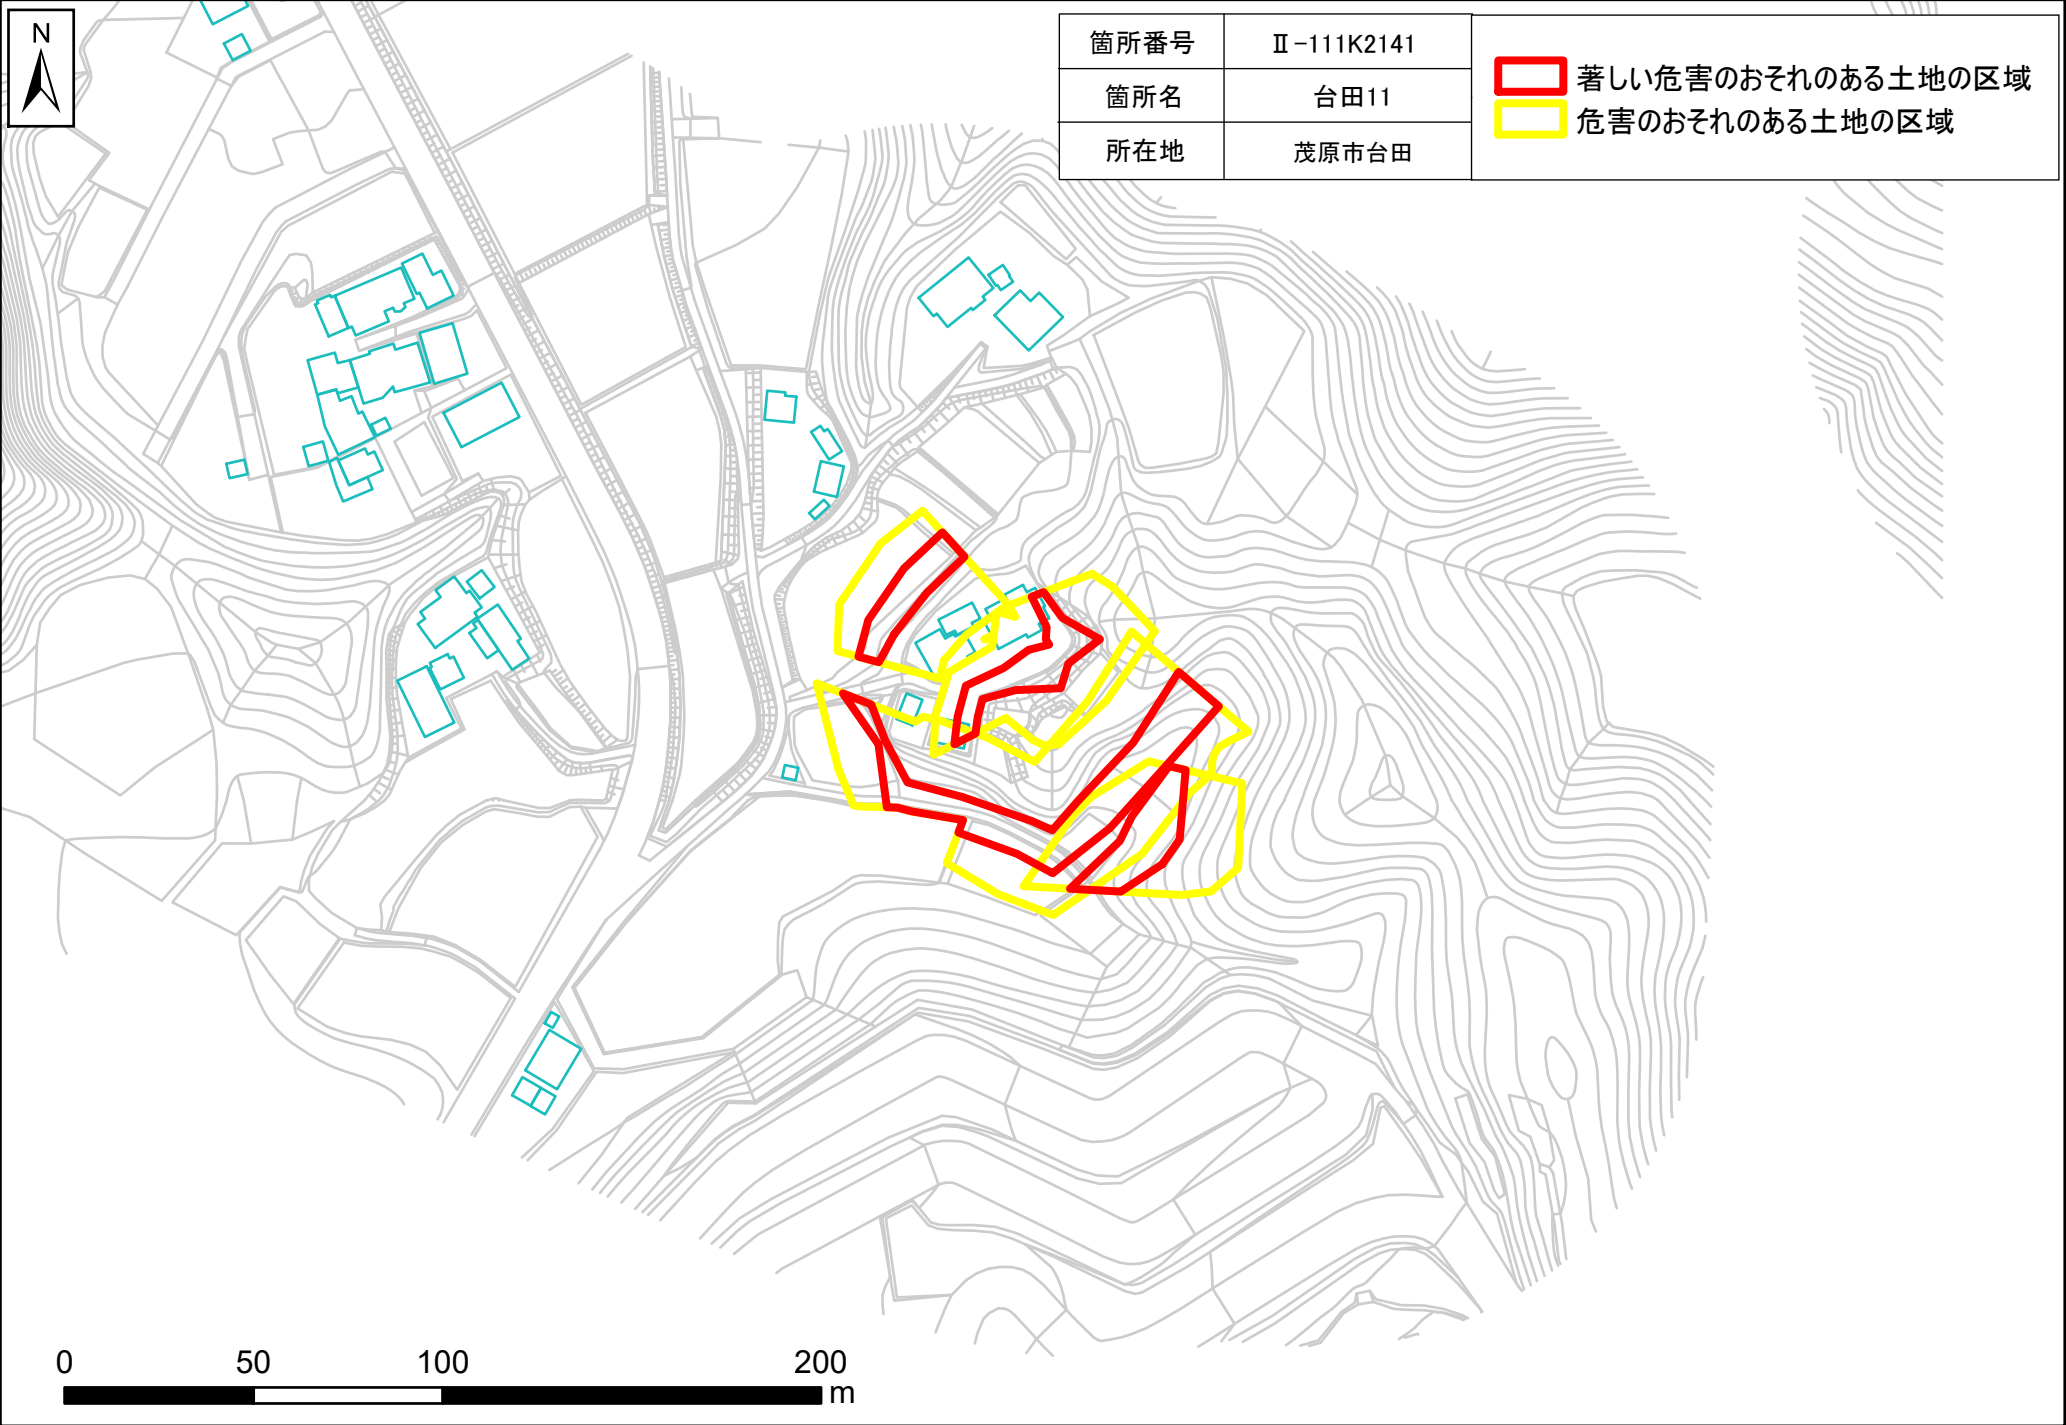 N
箇所番号 Ⅱ-111K2141
箇所名 台田11
所在地 茂原市台田
著しい危害のおそれのある土地の区域
危害のおそれのある土地の区域
0 50 100 200
m